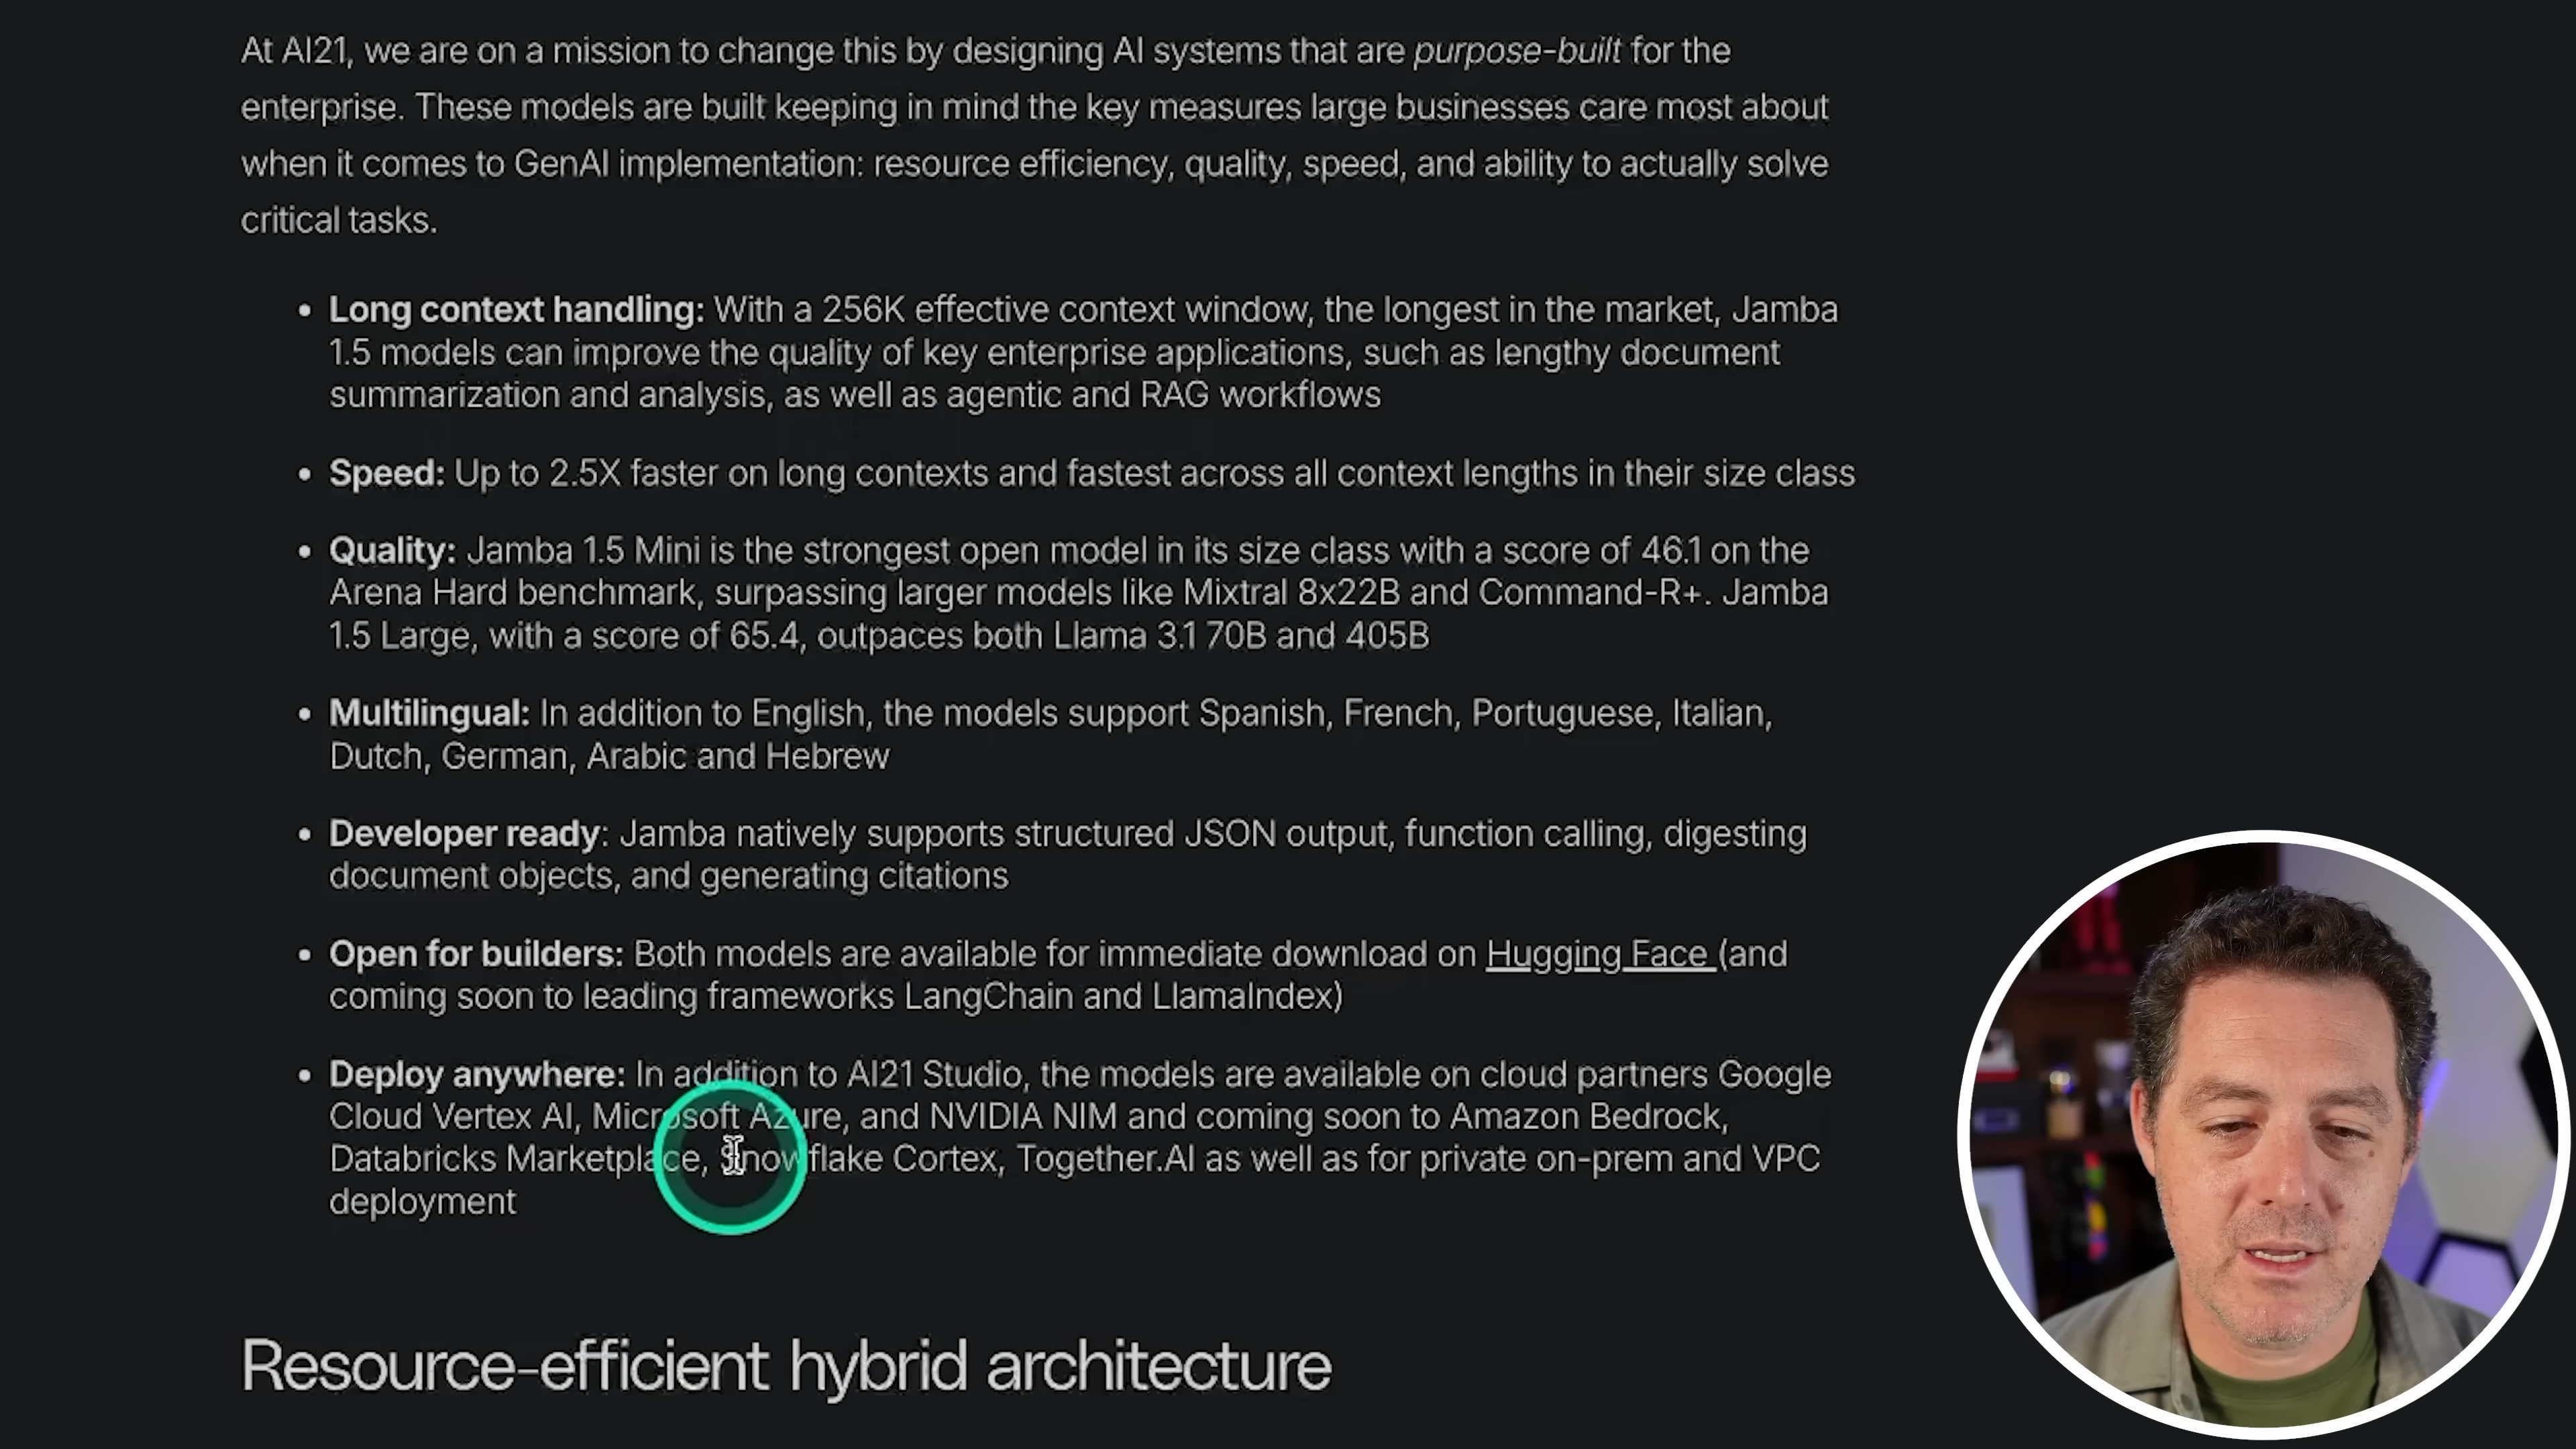 At AI21, we are on a mission to change this by designing AI systems that are purpose-built for the
enterprise. These models are built keeping in mind the key measures large businesses care most about
when it comes to GenAI implementation: resource efficiency, quality, speed, and ability to actually solve
critical tasks.
• Long context handling: With a 256K effective context window, the longest in the market, Jamba
1.5 models can improve the quality of key enterprise applications, such as lengthy document
summarization and analysis, as well as agentic and RAG workflows
• Speed: Up to 2.5X faster on long contexts and fastest across all context lengths in their size class
• Quality: Jamba 1.5 Mini is the strongest open model in its size class with a score of 46.1 on the
Arena Hard benchmark, surpassing larger models like Mixtral 8x22B and Command-R+. Jamba
1.5 Large, with a score of 65.4, outpaces both Llama 3.1 70B and 405B
• Multilingual: In addition to English, the models support Spanish, French, Portuguese, Italian,
Dutch, German, Arabic and Hebrew
• Developer ready: Jamba natively supports structured JSON output, function calling, digesting
document objects, and generating citations
• Open for builders: Both models are available for immediate download on Hugging Face (and
coming soon to leading frameworks LangChain and LlamaIndex)
• Deploy anywhere: In addition to AI21 Studio, the models are available on cloud partners Google
Cloud Vertex AI, Microsoft Azure, and NVIDIA NIM and coming soon to Amazon Bedrock,
Databricks Marketplace, Snowflake Cortex, Together.AI as well as for private on-prem and VPC
deployment
Resource-efficient hybrid architecture